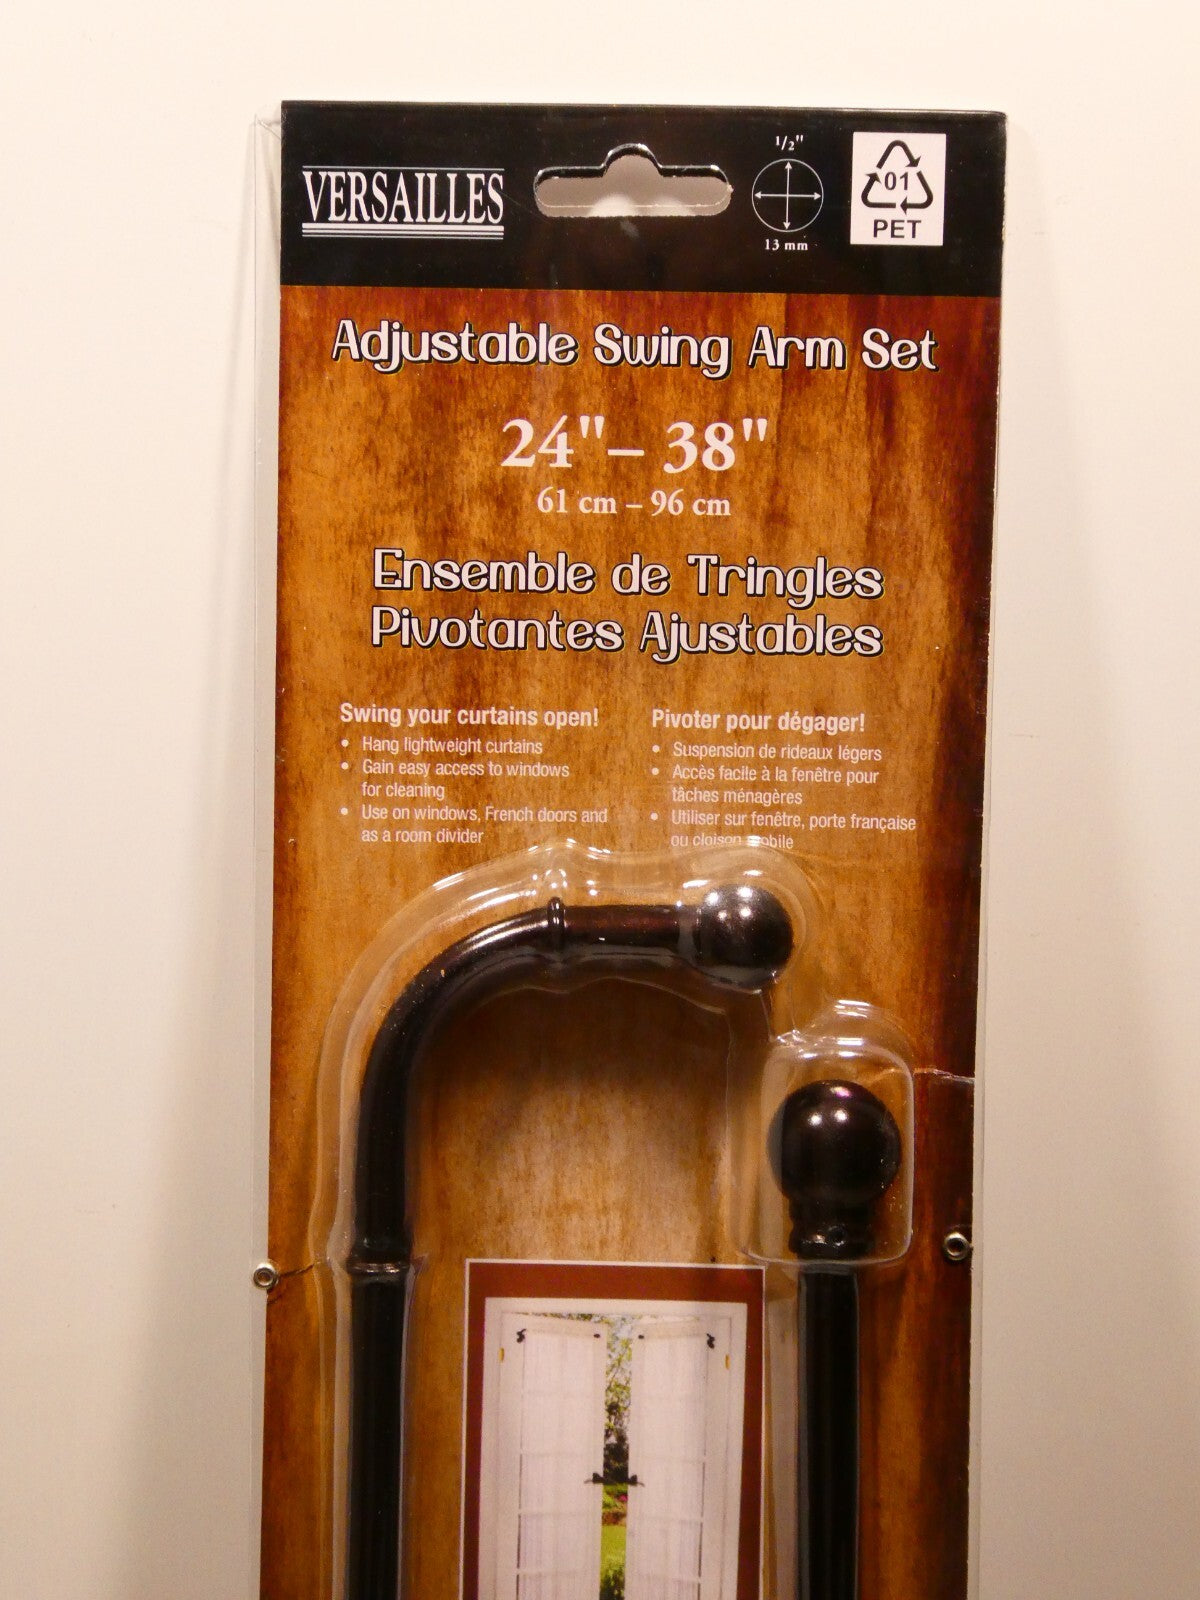 VERSAILLES
1/2"
13 mm
01
PET
Adjustable Swing Arm Set
24"– 38"
61 cm – 96 cm
Ensemble de Tringles
Pivotantes Ajustables
Swing your curtains open!
• Hang lightweight curtains
• Gain easy access to windows
for cleaning
• Use on windows, French doors and
as a room divider
Pivoter pour dégager!
• Suspension de rideaux légers
• Accès facile à la fenêtre pour
tâches ménagères
• Utiliser sur fenêtre, porte française
ou cloison mobile